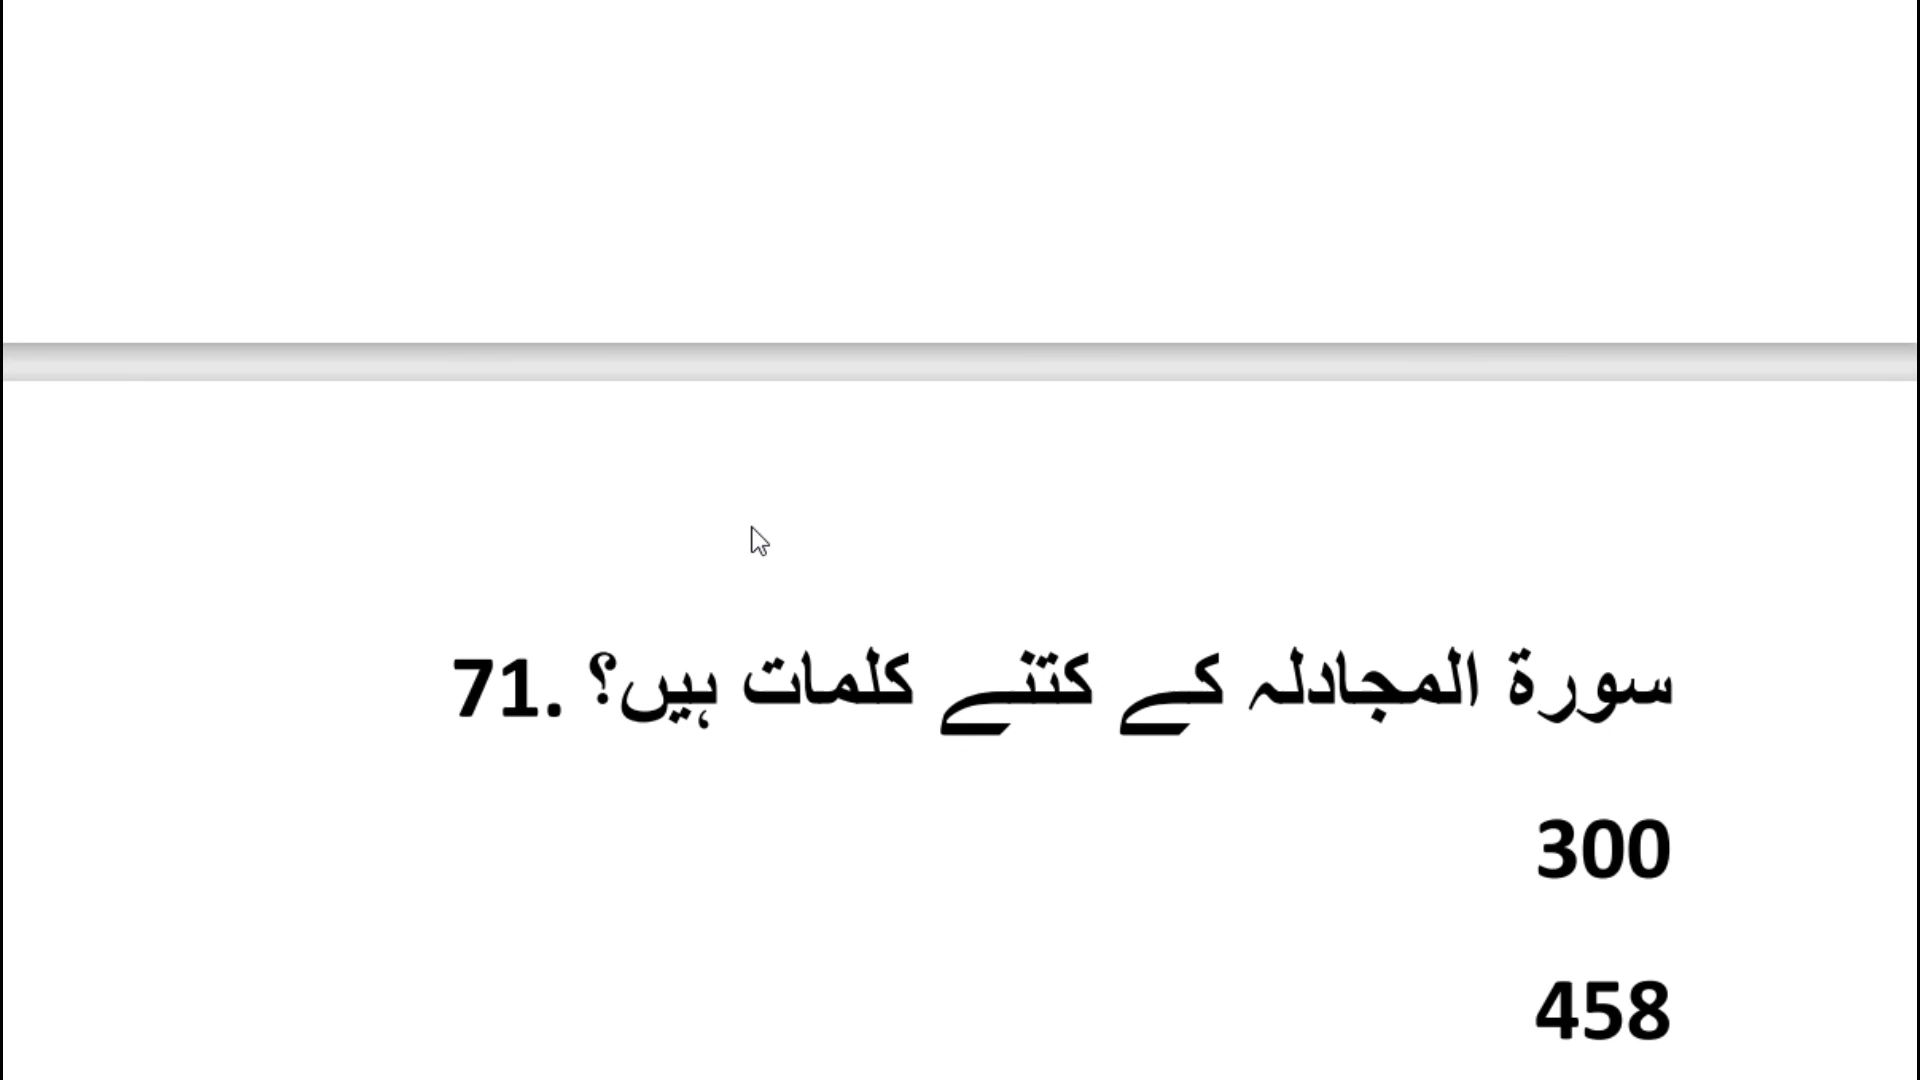 سورۃ المجادلہ کے کتنے کلمات ہیں؟ .71
300
458